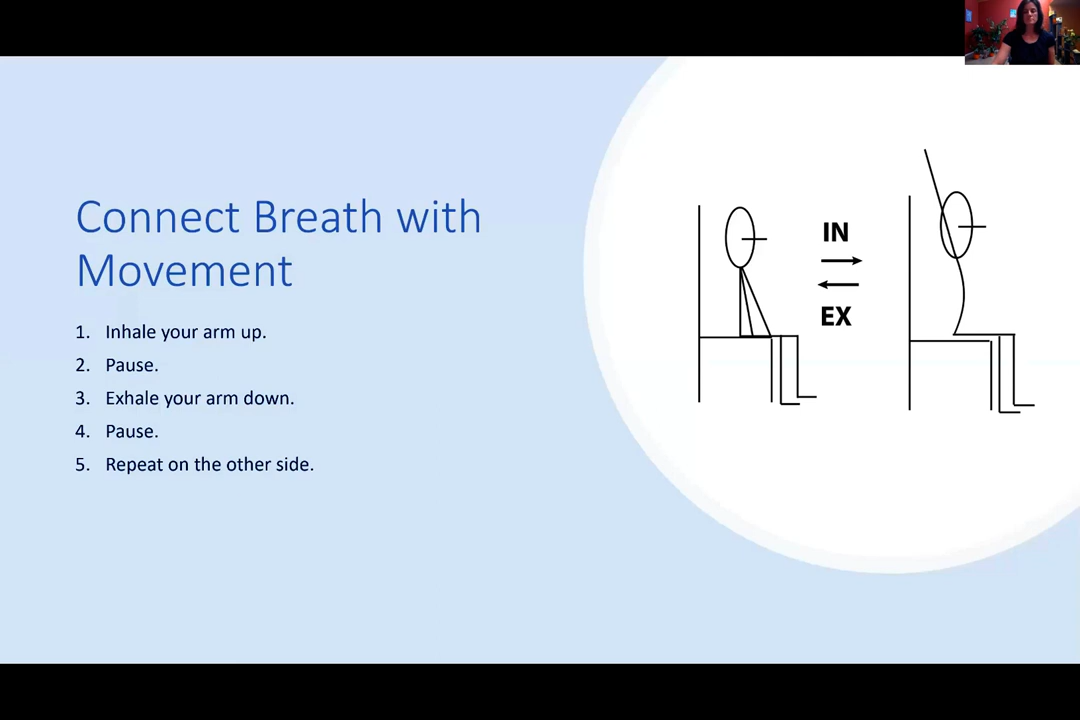 Connect Breath with
Movement
1. Inhale your arm up.
2. Pause.
3. Exhale your arm down.
4. Pause.
5. Repeat on the other side.
IN
EX